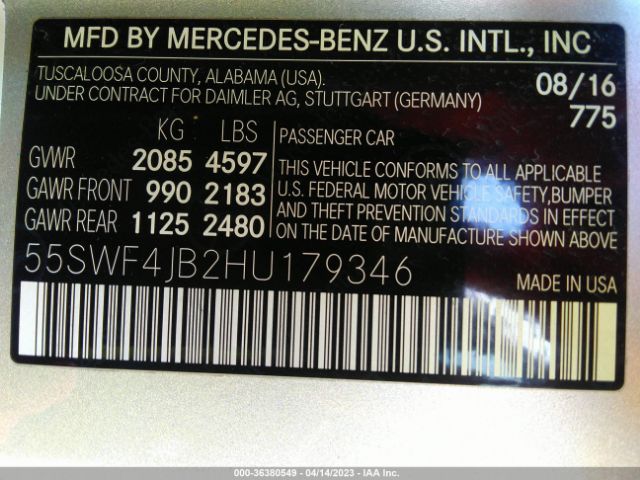 MFD BY MERCEDES-BENZ U.S. INTL., INC
TUSCALOOSA COUNTY, ALABAMA (USA).
UNDER CONTRACT FOR DAIMLER AG, STUTTGART (GERMANY)
08/16
775
KG LBS
GVWR 2085 4597
GAWR FRONT 990 2183
GAWR REAR 1125 2480
PASSENGER CAR
THIS VEHICLE CONFORMS TO ALL APPLICABLE
U.S. FEDERAL MOTOR VEHICLE SAFETY, BUMPER
AND THEFT PREVENTION STANDARDS IN EFFECT
ON THE DATE OF MANUFACTURE SHOWN ABOVE
55SWF4JB2HU179346
MADE IN USA
000-36380549 - 04/14/2023 - IAA Inc.